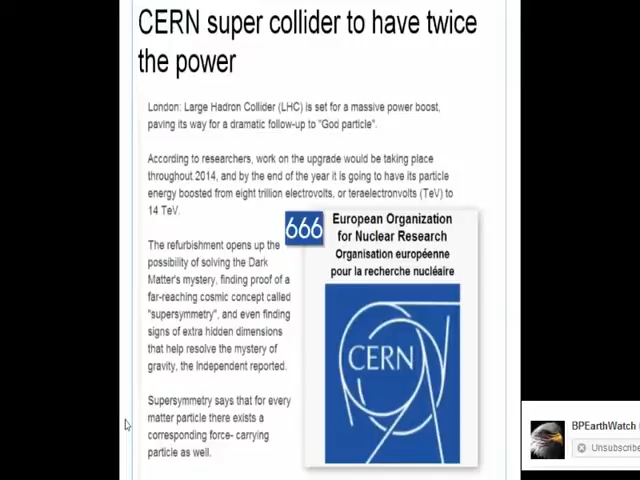 CERN super collider to have twice
the power
London: Large Hadron Collider (LHC) is set for a massive power boost,
paving its way for a dramatic follow-up to "God particle".
According to researchers, work on the upgrade would be taking place
throughout 2014, and by the end of the year it is going to have its particle
energy boosted from eight trillion electrovolts, or teraelectronvolts (TeV) to
14 TeV.
The refurbishment opens up the
possibility of solving the Dark
Matter's mystery, finding proof of a
far-reaching cosmic concept called
"supersymmetry", and even finding
signs of extra hidden dimensions
that help resolve the mystery of
gravity, the Independent reported.
Supersymmetry says that for every
matter particle there exists a
corresponding force- carrying
particle as well.
666
European Organization
for Nuclear Research
Organisation européenne
pour la recherche nucléaire
CERN
BPEarthWatch
Unsubscribe